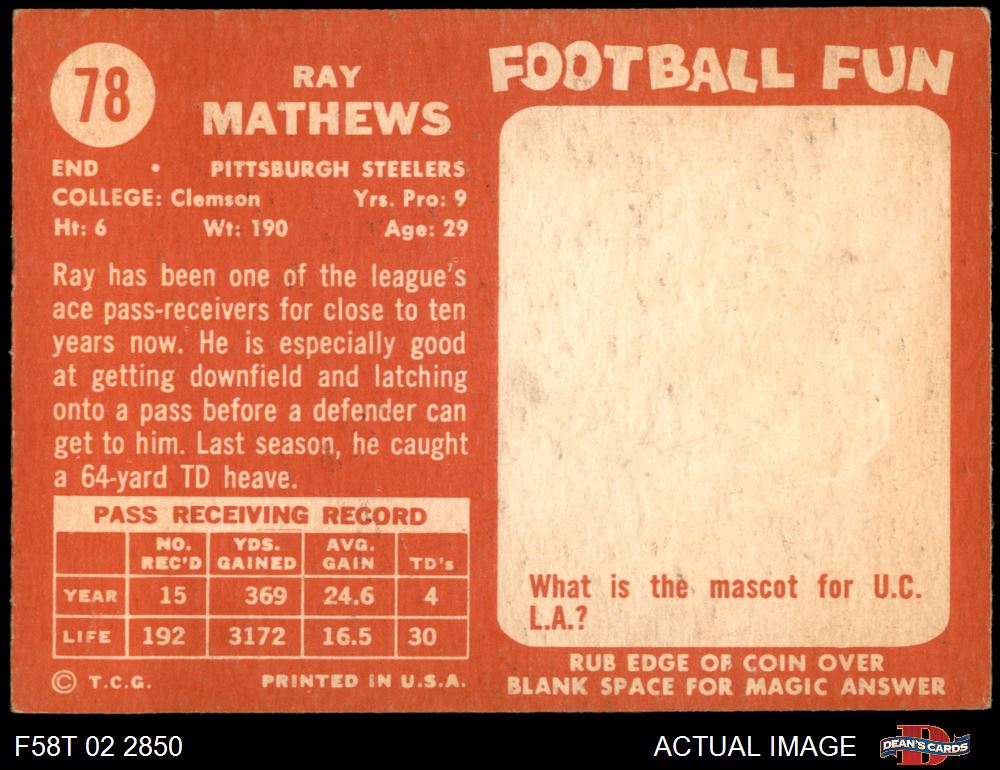 78
RAY
MATHEWS
END • PITTSBURGH STEELERS
COLLEGE: Clemson Yrs. Pro: 9
Ht: 6 Wt: 190 Age: 29
Ray has been one of the league's
ace pass-receivers for close to ten
years now. He is especially good
at getting downfield and latching
onto a pass before a defender can
get to him. Last season, he caught
a 64-yard TD heave.
PASS RECEIVING RECORD
NO. REC'D YDS. GAINED AVG. GAIN TD's
YEAR 15 369 24.6 4
LIFE 192 3172 16.5 30
© T.C.G. PRINTED IN U.S.A.
FOOTBALL FUN
What is the mascot for U.C.
L.A.?
RUB EDGE OF COIN OVER
BLANK SPACE FOR MAGIC ANSWER
F58T 02 2850
ACTUAL IMAGE
D
DEAN'S CARDS